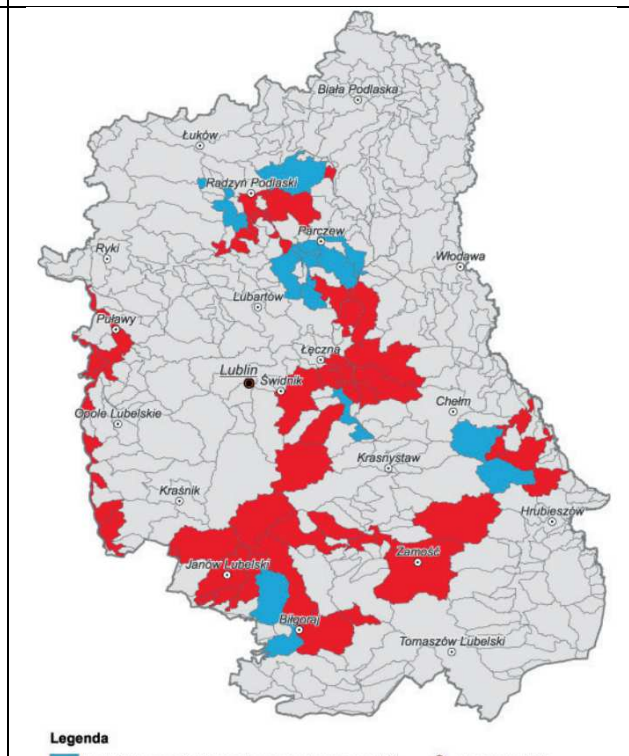 Biała Podlaska
Łuków
Radzyń Podlaski
Parczew
Ryki
Włodawa
Lubartów
Puławy
Łęczna
Lublin
Świdnik
Opole Lubelskie
Chełm
Krasnystaw
Kraśnik
Hrubieszów
Zamość
Janów Lubelski
Biłgoraj
Tomaszów Lubelski
Legenda